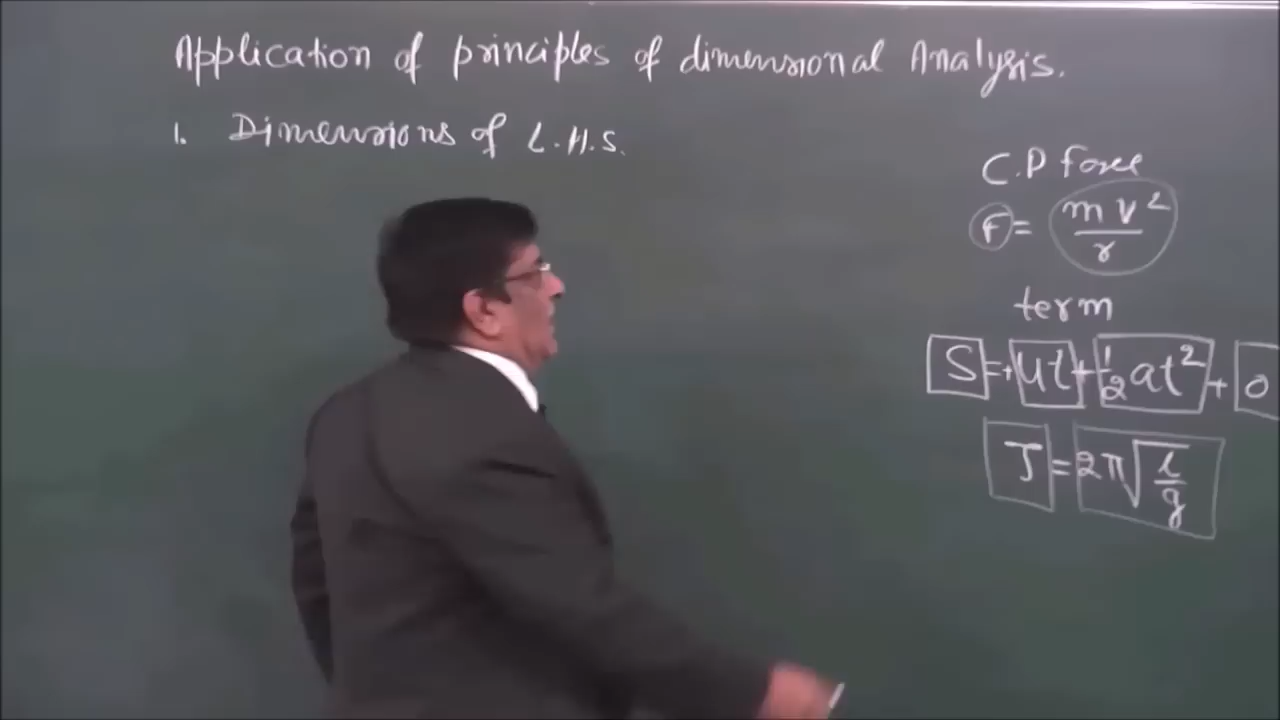 Application of principles of dimensional Analysis.
1. Dimensions of L.H.S.
C.P force
F = mv²/r
term
S = +ut + ½at² + 0
T = 2π√(l/g)